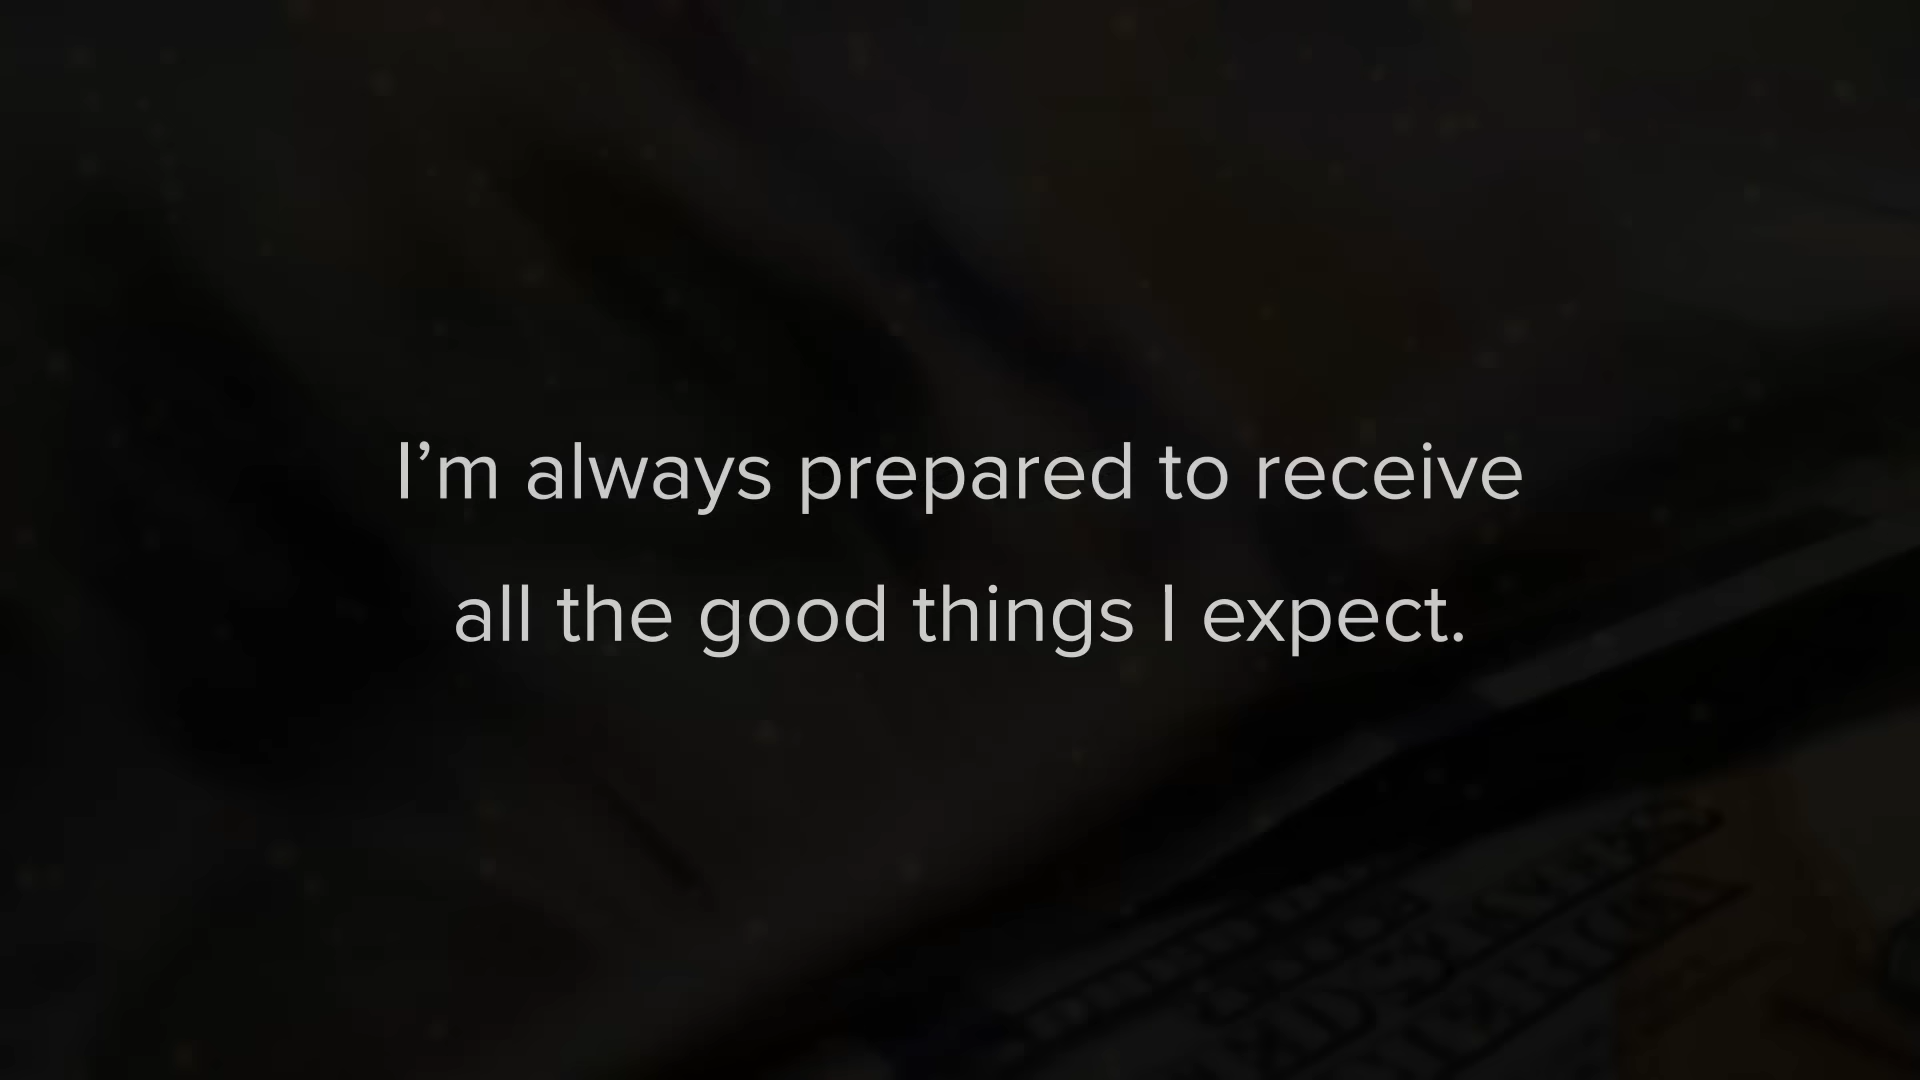 I’m always prepared to receive
all the good things I expect.